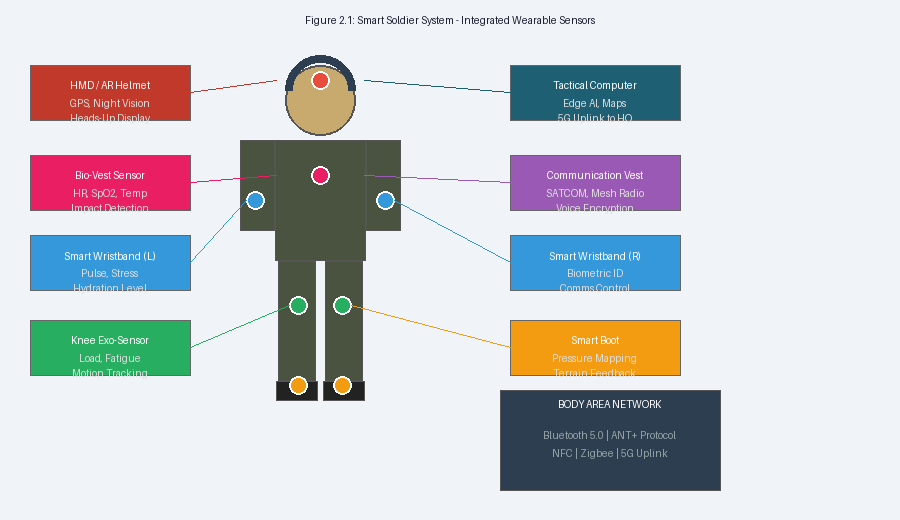 Figure 2.1: Smart Soldier System - Integrated Wearable Sensors
HMD / AR Helmet
GPS, Night Vision
Heads-Up Display
Tactical Computer
Edge AI, Maps
5G Uplink to HQ
Bio-Vest Sensor
HR, SpO2, Temp
Impact Detection
Communication Vest
SATCOM, Mesh Radio
Voice Encryption
Smart Wristband (L)
Pulse, Stress
Hydration Level
Smart Wristband (R)
Biometric ID
Comms Control
Knee Exo-Sensor
Load, Fatigue
Motion Tracking
Smart Boot
Pressure Mapping
Terrain Feedback
BODY AREA NETWORK
Bluetooth 5.0 | ANT+ Protocol
NFC | Zigbee | 5G Uplink